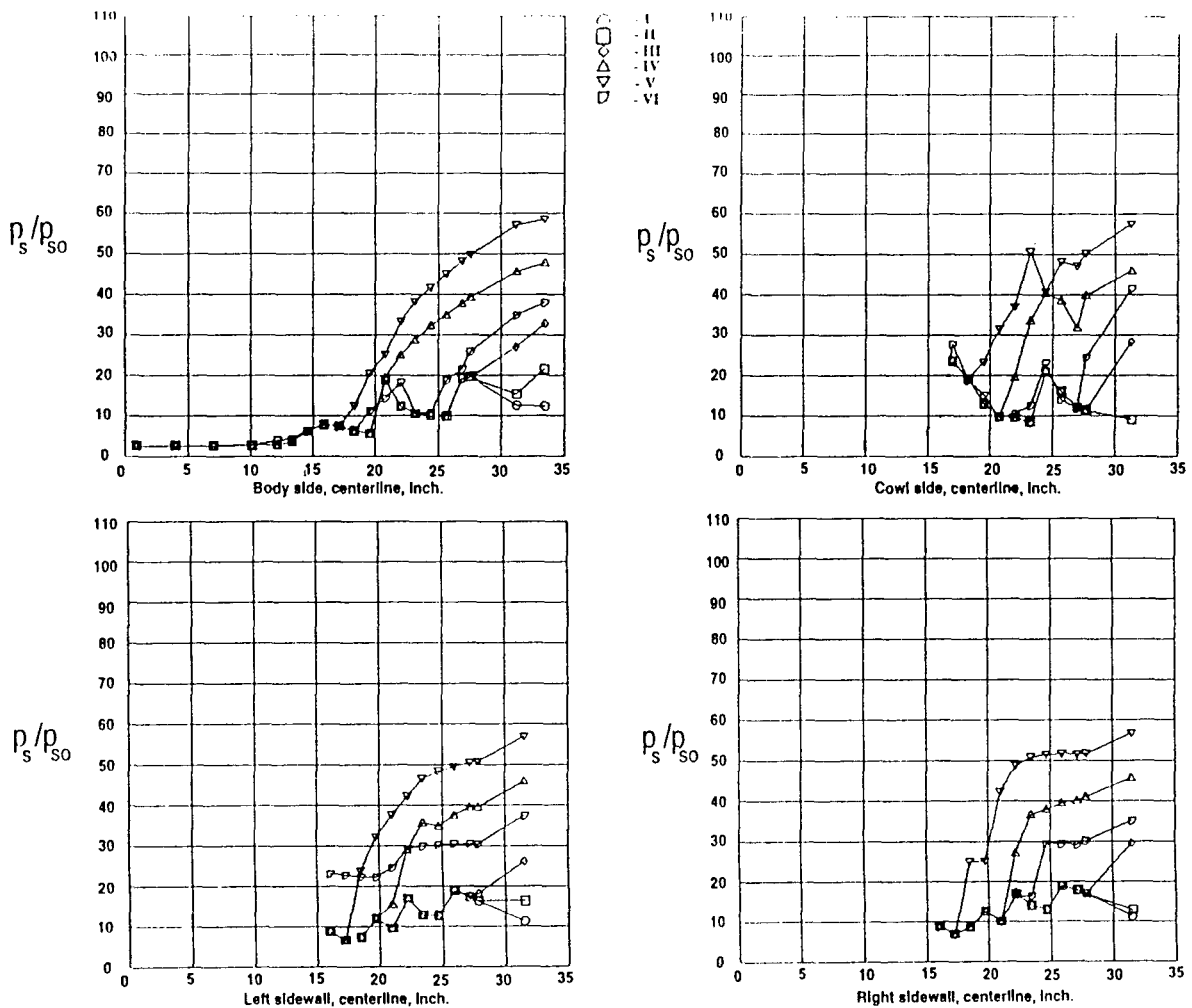 110
100
90
80
70
60
50
40
30
20
10
0
p_s/p_so
0 5 10 15 20 25 30 35
Body side, centerline, Inch.
- I
- II
- III
- IV
- V
- VI
110
100
90
80
70
60
50
40
30
20
10
0
p_s/p_so
0 5 10 15 20 25 30 35
Cowl side, centerline, Inch.
110
100
90
80
70
60
50
40
30
20
10
0
p_s/p_so
0 5 10 15 20 25 30 35
Left sidewall, centerline, Inch.
110
100
90
80
70
60
50
40
30
20
10
0
p_s/p_so
0 5 10 15 20 25 30 35
Right sidewall, centerline, Inch.